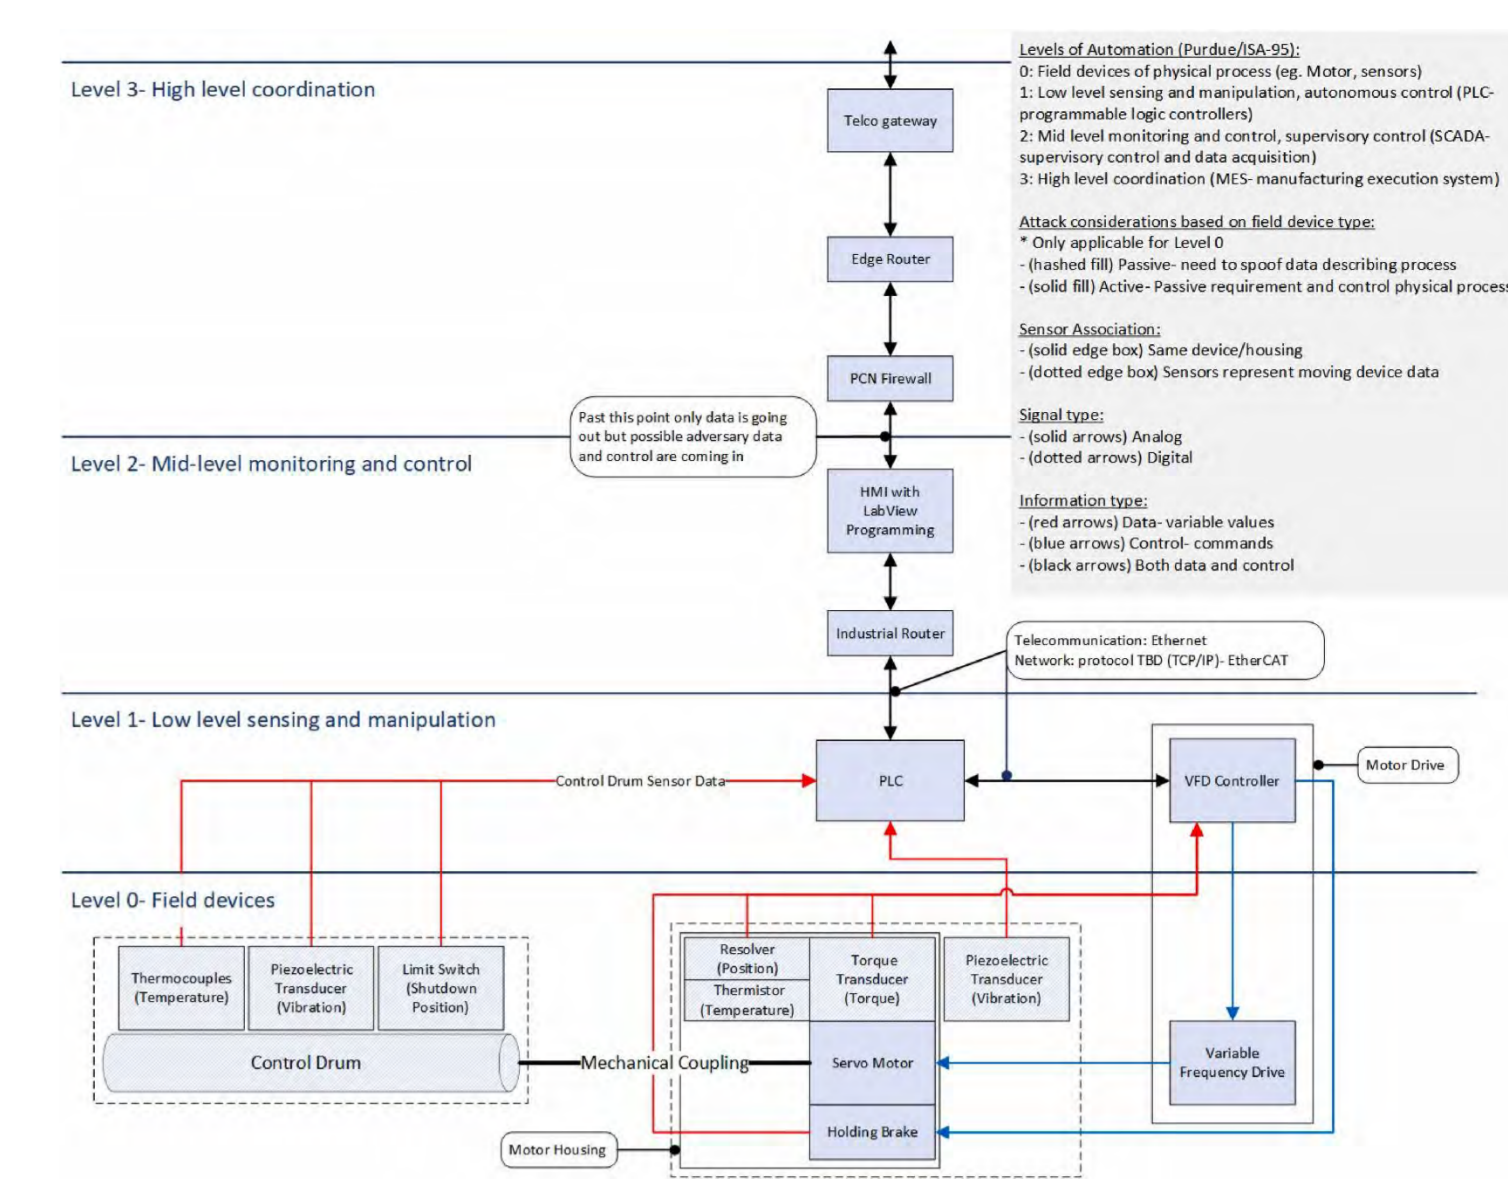 Level 3- High level coordination
Telco gateway
Edge Router
PCN Firewall
Levels of Automation (Purdue/ISA-95):
0: Field devices of physical process (eg. Motor, sensors)
1: Low level sensing and manipulation, autonomous control (PLC-
programmable logic controllers)
2: Mid level monitoring and control, supervisory control (SCADA-
supervisory control and data acquisition)
3: High level coordination (MES- manufacturing execution system)
Attack considerations based on field device type:
* Only applicable for Level 0
- (hashed fill) Passive- need to spoof data describing process
- (solid fill) Active- Passive requirement and control physical process
Sensor Association:
- (solid edge box) Same device/housing
- (dotted edge box) Sensors represent moving device data
Signal type:
- (solid arrows) Analog
- (dotted arrows) Digital
Information type:
- (red arrows) Data- variable values
- (blue arrows) Control- commands
- (black arrows) Both data and control
Past this point only data is going
out but possible adversary data
and control are coming in
Level 2- Mid-level monitoring and control
HMI with
LabView
Programming
Industrial Router
Telecommunication: Ethernet
Network: protocol TBD (TCP/IP)- EtherCAT
Level 1- Low level sensing and manipulation
Control Drum Sensor Data
PLC
VFD Controller
Motor Drive
Level 0- Field devices
Thermocouples
(Temperature)
Piezoelectric
Transducer
(Vibration)
Limit Switch
(Shutdown
Position)
Resolver
(Position)
Thermistor
(Temperature)
Torque
Transducer
(Torque)
Piezoelectric
Transducer
(Vibration)
Control Drum
Mechanical Coupling
Servo Motor
Variable
Frequency Drive
Holding Brake
Motor Housing